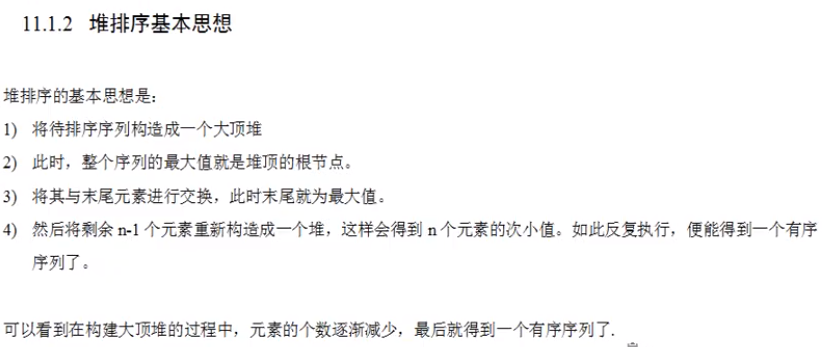 11.1.2 堆排序基本思想
堆排序的基本思想是:
1) 将待排序序列构造成一个大顶堆
2) 此时，整个序列的最大值就是堆顶的根节点。
3) 将其与末尾元素进行交换，此时末尾就为最大值。
4) 然后将剩余 n-1 个元素重新构造成一个堆，这样会得到 n 个元素的次小值。如此反复执行，便能得到一个有序
序列了。
可以看到在构建大顶堆的过程中，元素的个数逐渐减少，最后就得到一个有序序列了.